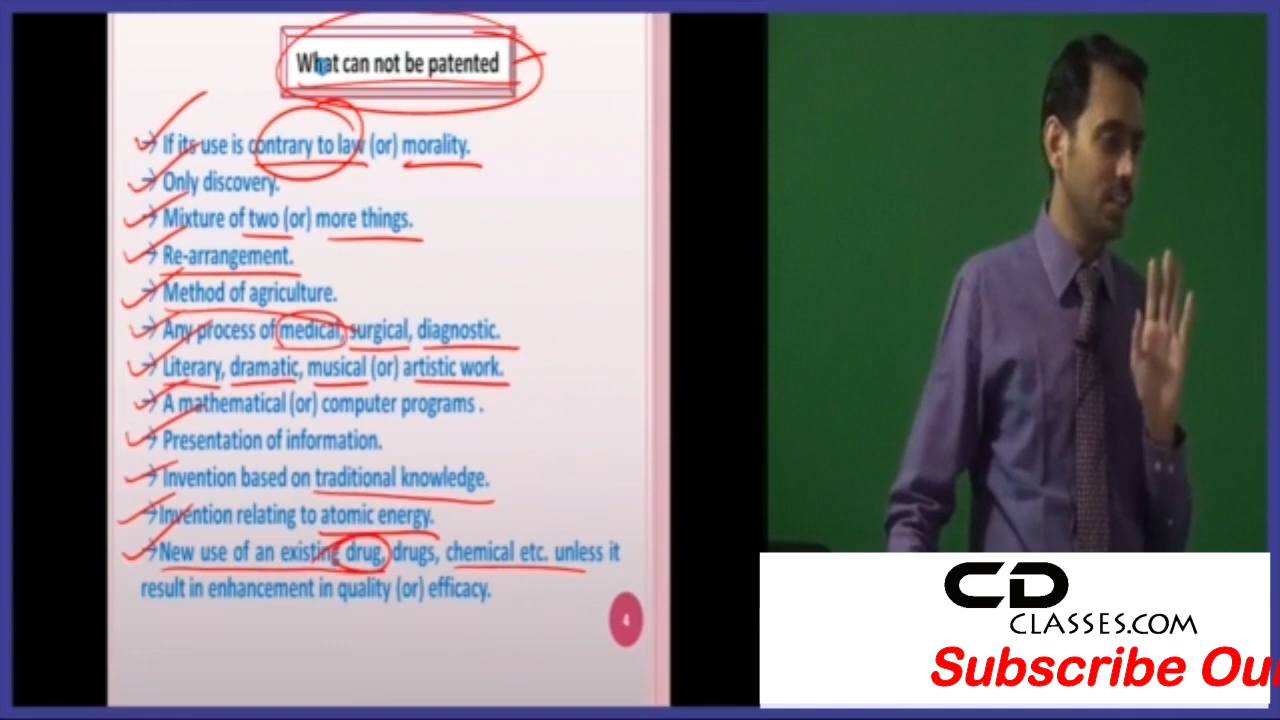 What can not be patented
→ If its use is contrary to law (or) morality.
→ Only discovery.
→ Mixture of two (or) more things.
→ Re-arrangement.
→ Method of agriculture.
→ Any process of medical, surgical, diagnostic.
→ Literary, dramatic, musical (or) artistic work.
→ A mathematical (or) computer programs .
→ Presentation of information.
→ Invention based on traditional knowledge.
→Invention relating to atomic energy.
→New use of an existing drug, drugs, chemical etc. unless it
result in enhancement in quality (or) efficacy.
4
CD
CLASSES.COM
Subscribe Our